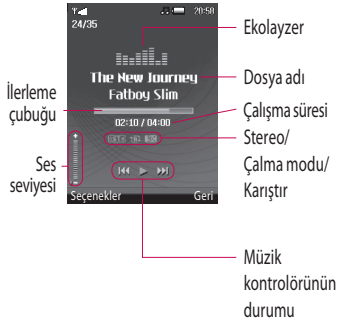 20:50
24/35
Ekolayzer
The New Journey
Dosya adı
Fatboy Slim
İlerleme
çubuğu
02:10 / 04:00
Çalışma süresi
Stereo/
Çalma modu/
Karıştır
Ses
seviyesi
Seçenekler
Geri
Müzik
kontrolörünün
durumu